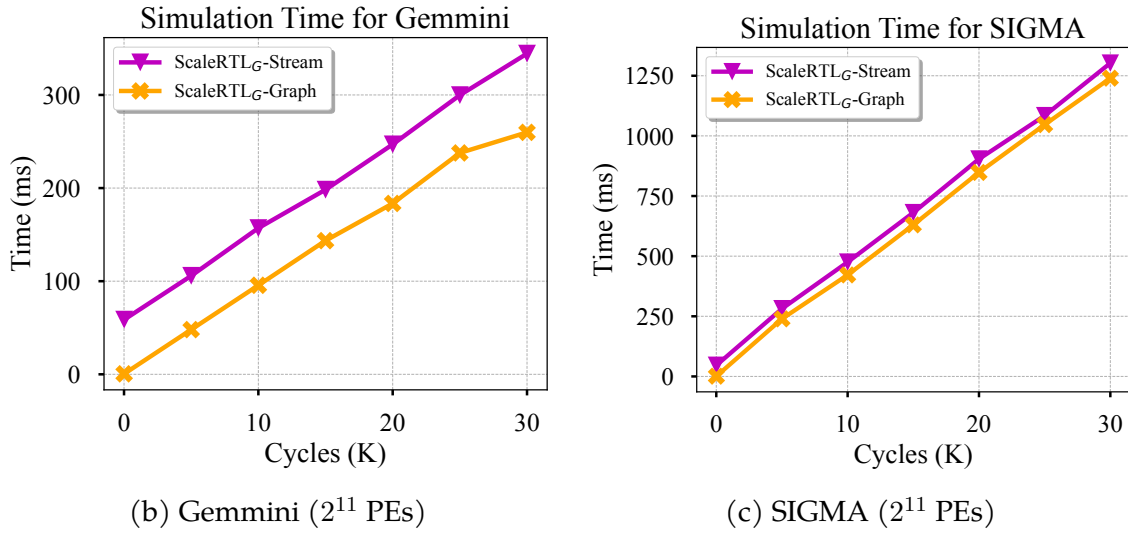 Simulation Time for Gemmini
ScaleRTL_G-Stream
ScaleRTL_G-Graph
300
200
100
0
Time (ms)
0 10 20 30
Cycles (K)
(b) Gemmini (2^11 PEs)
Simulation Time for SIGMA
ScaleRTL_G-Stream
ScaleRTL_G-Graph
1250
1000
750
500
250
0
Time (ms)
0 10 20 30
Cycles (K)
(c) SIGMA (2^11 PEs)